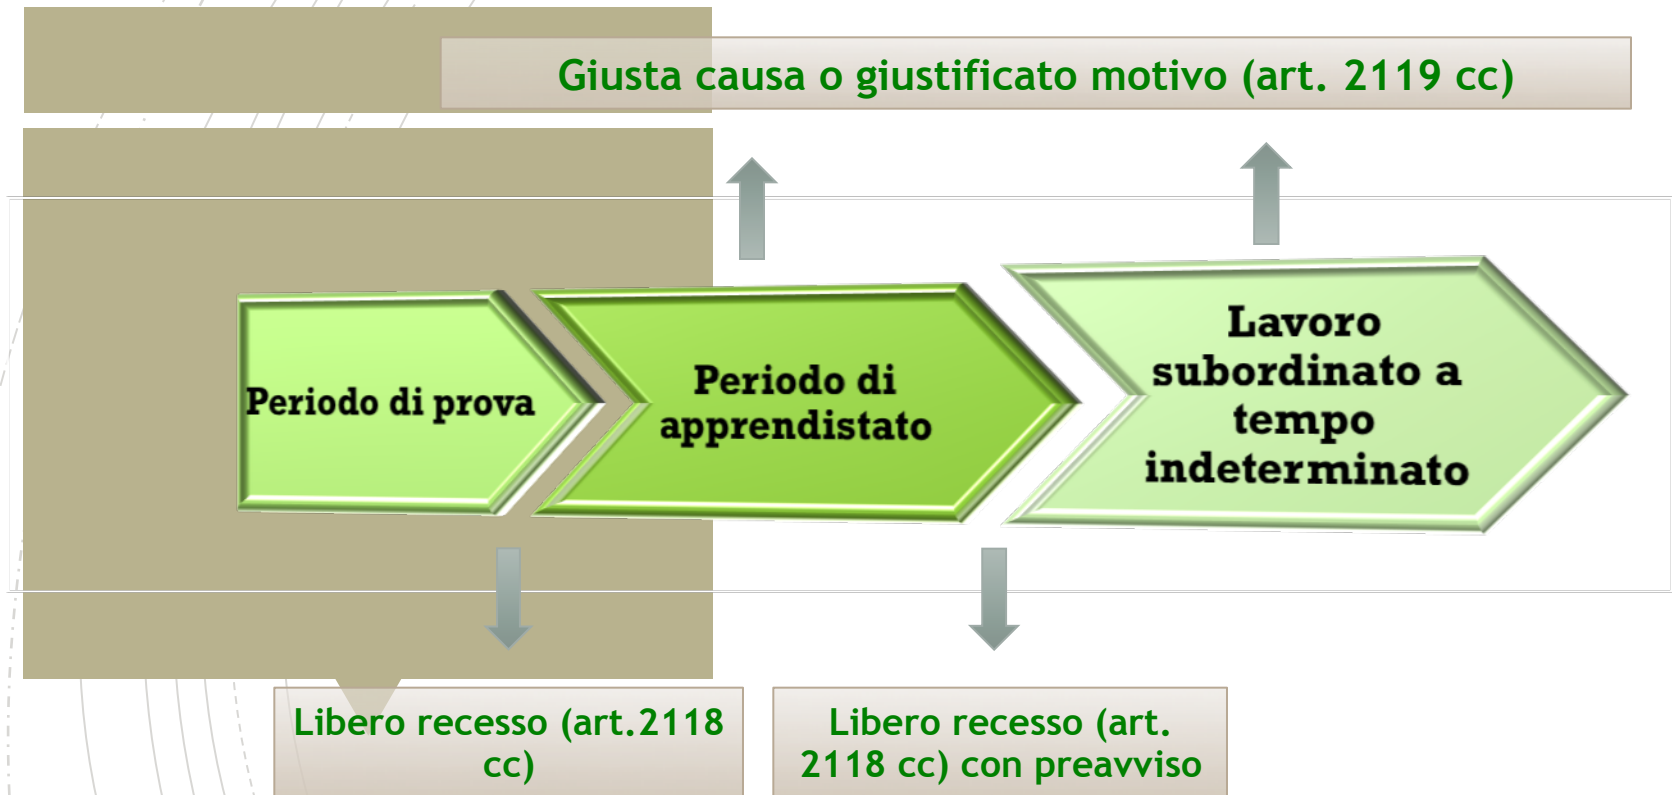 Giusta causa o giustificato motivo (art. 2119 cc)
Periodo di prova
Periodo di
apprendistato
Lavoro
subordinato a
tempo
indeterminato
Libero recesso (art.2118
cc)
Libero recesso (art.
2118 cc) con preavviso